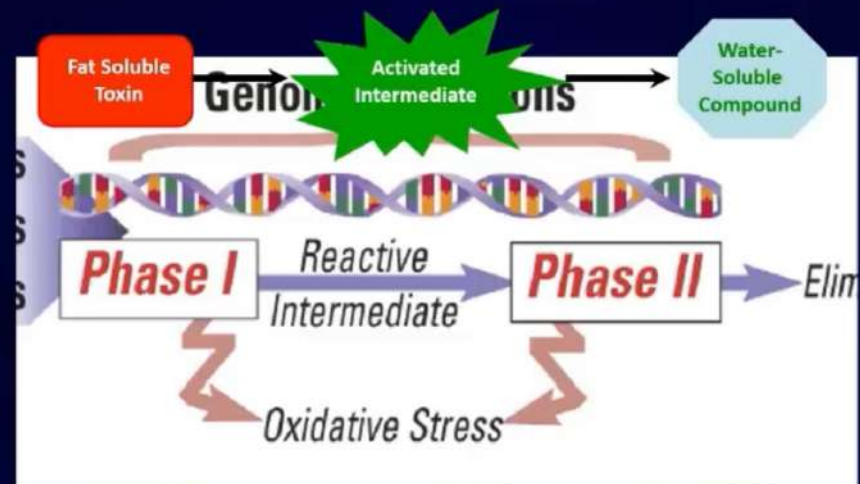 Fat Soluble
Toxin
Activated
Intermediate
Water-
Soluble
Compound
Phase I
Reactive
Intermediate
Phase II
Oxidative Stress